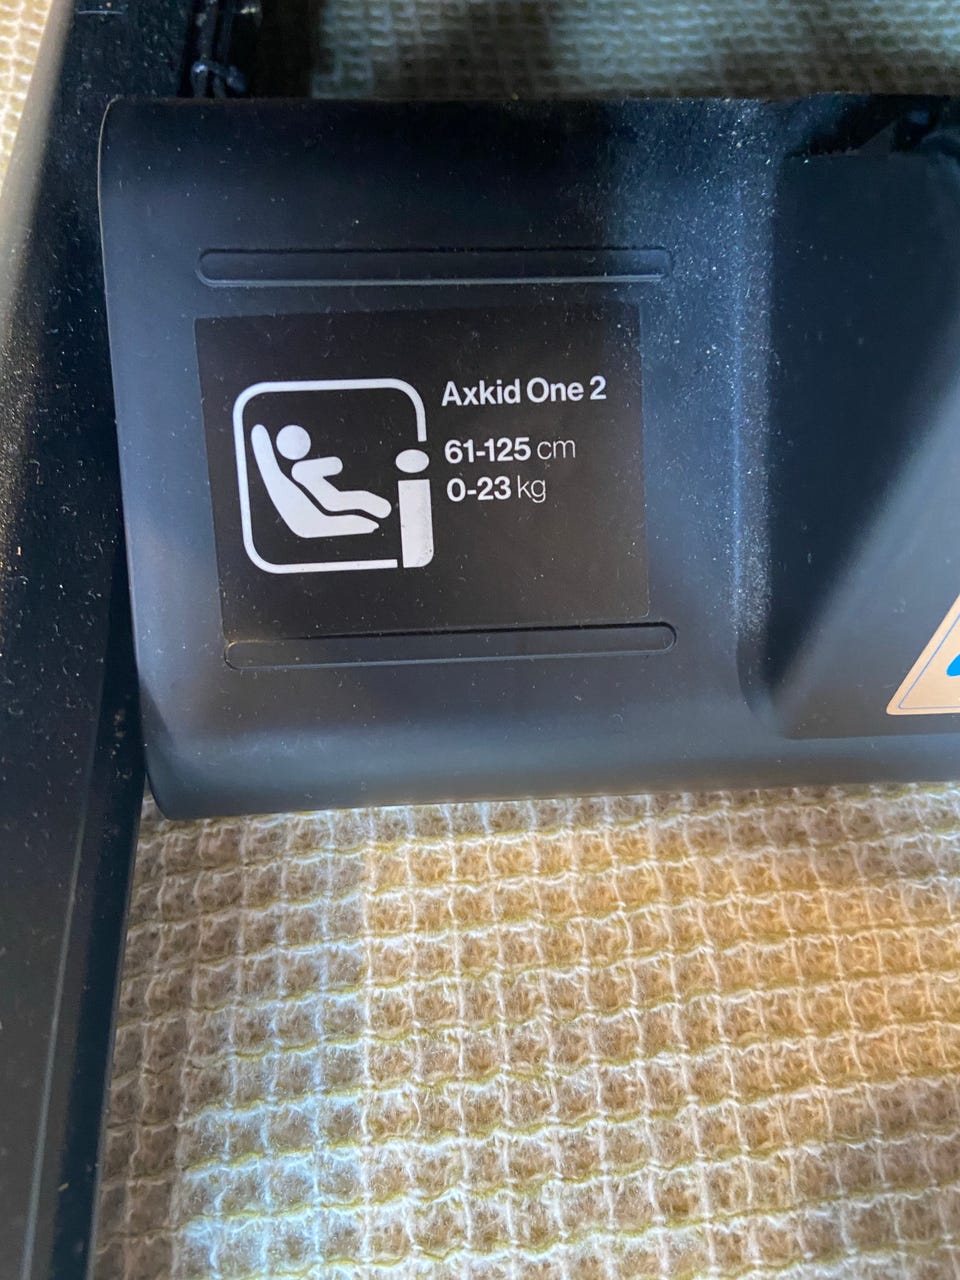 Axkid One 2
61-125 cm
0-23 kg